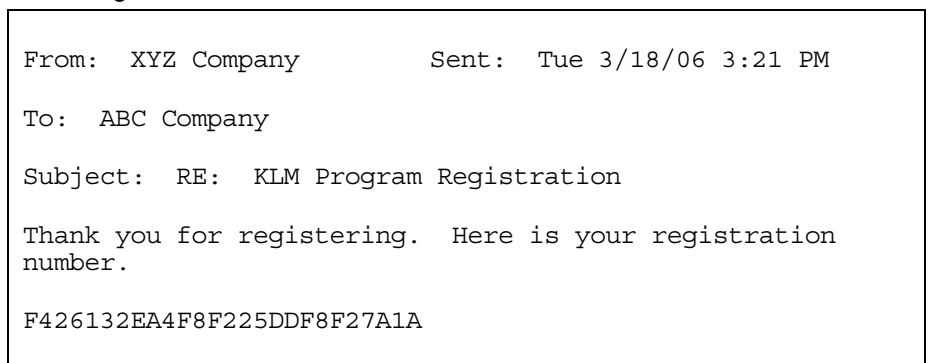 From: XYZ Company Sent: Tue 3/18/06 3:21 PM
To: ABC Company
Subject: RE: KLM Program Registration
Thank you for registering. Here is your registration
number.
F426132EA4F8F225DDF8F27A1A